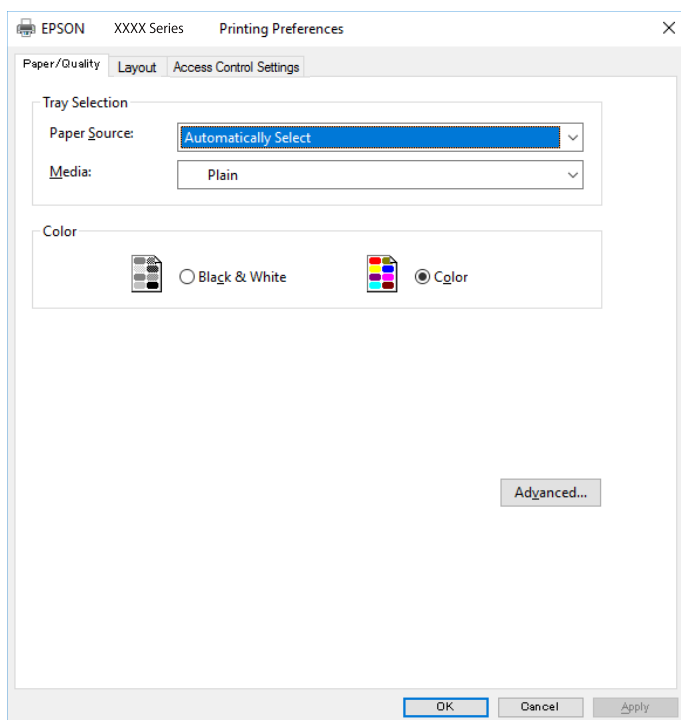 EPSON XXXX Series Printing Preferences
Paper/Quality Layout Access Control Settings
Tray Selection
Paper Source: Automatically Select
Media: Plain
Color
Black & White Color
Advanced...
OK Cancel Apply